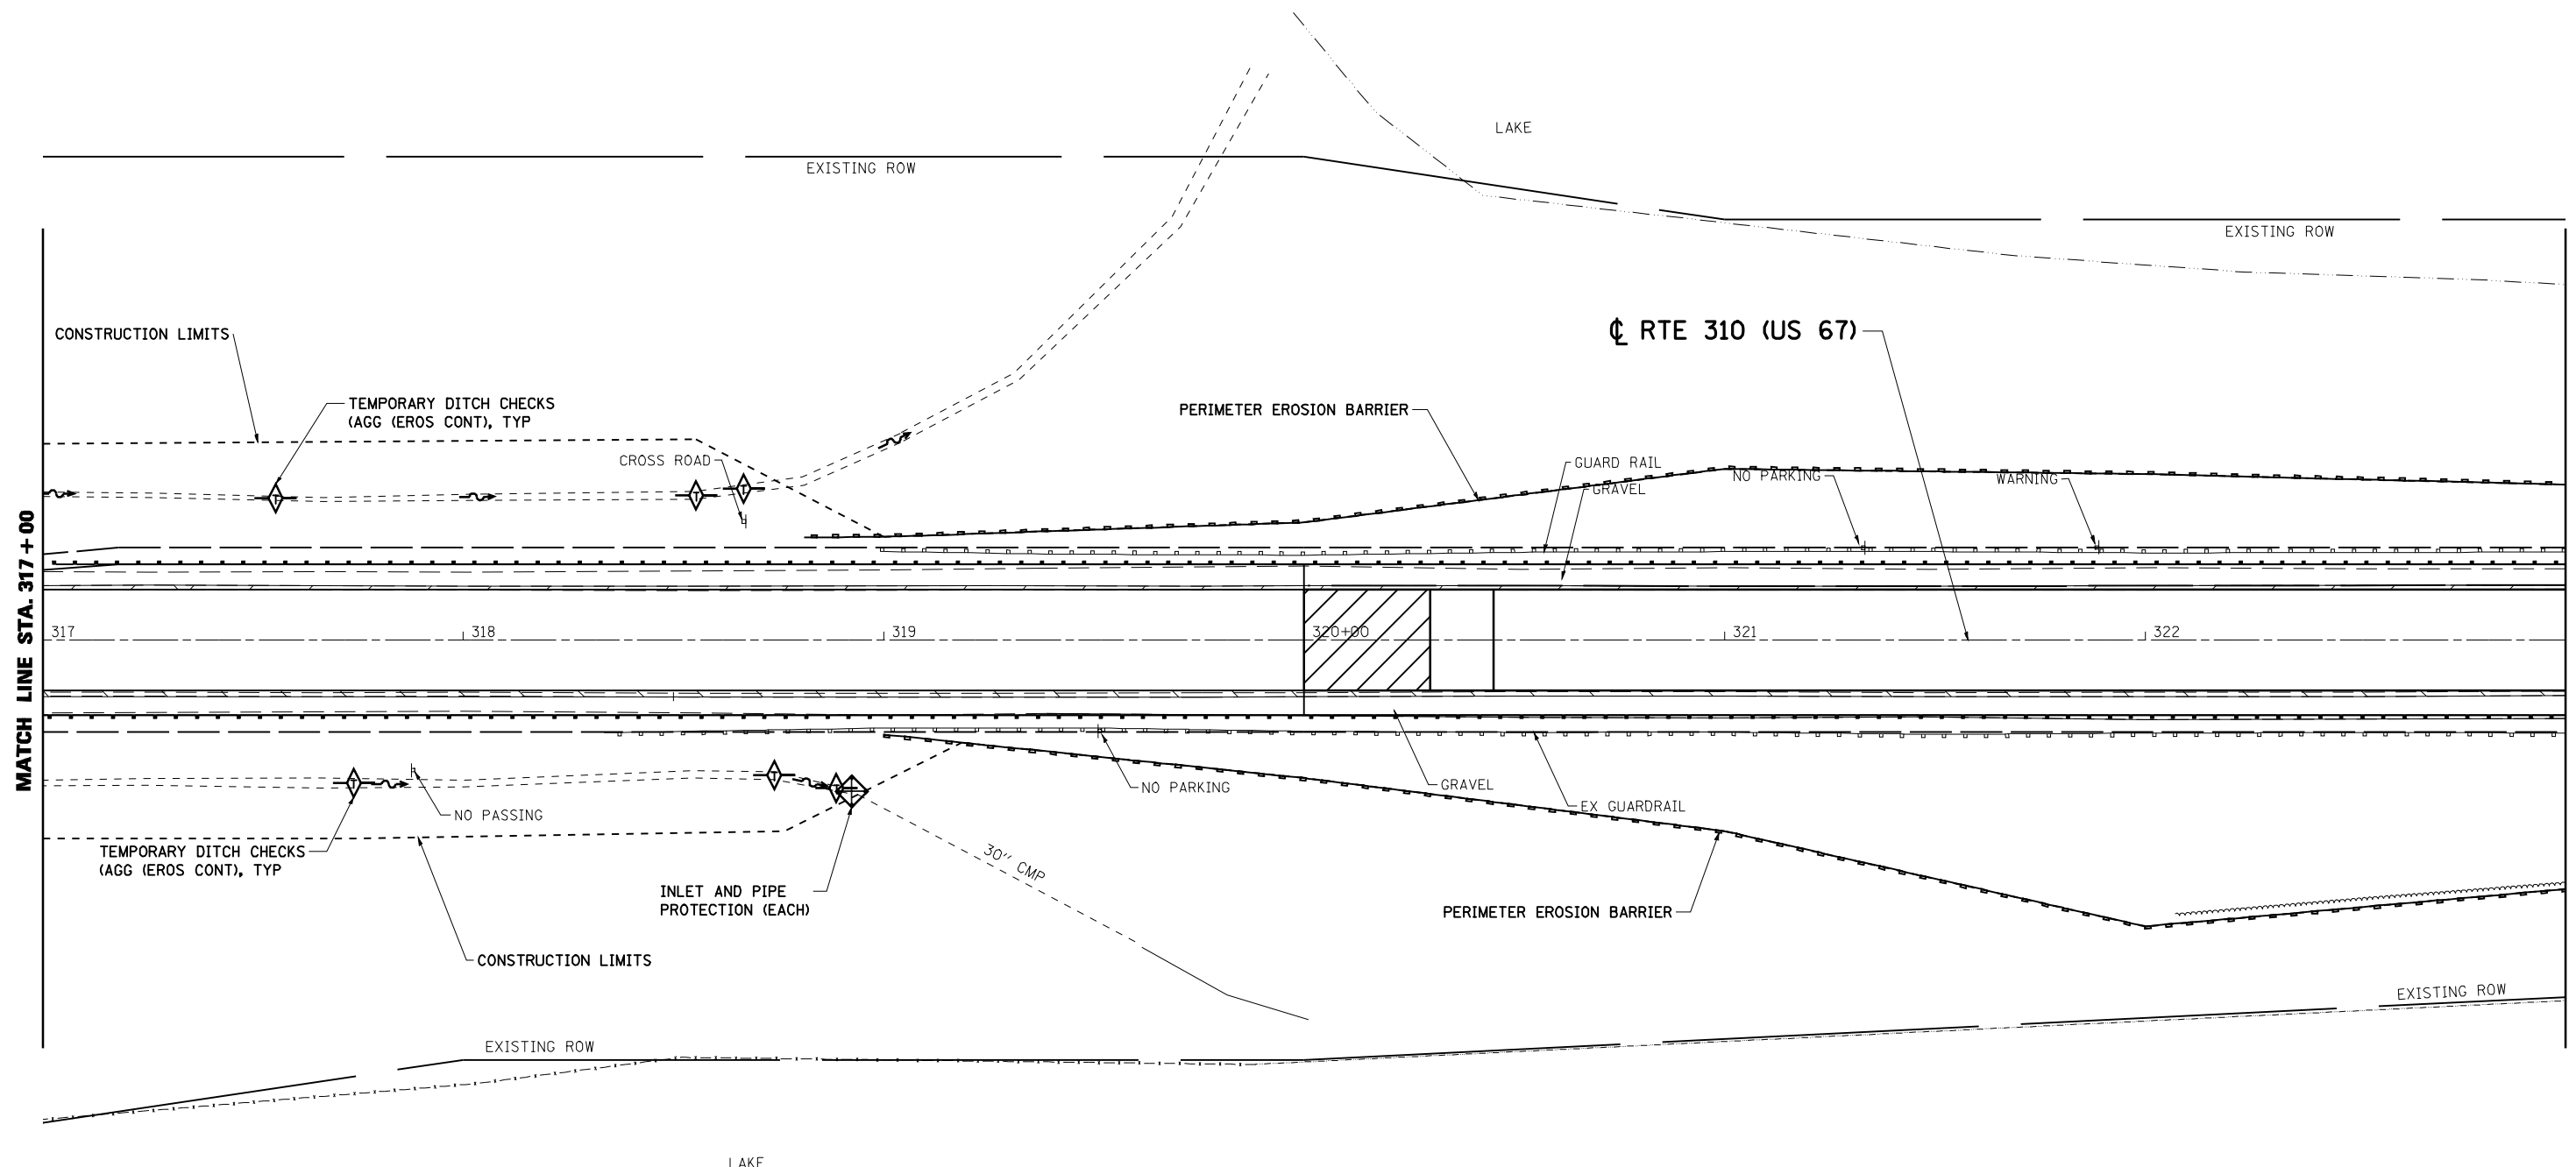 LAKE
EXISTING ROW
EXISTING ROW
CONSTRUCTION LIMITS
℄ RTE 310 (US 67)
TEMPORARY DITCH CHECKS
(AGG (EROS CONT), TYP
PERIMETER EROSION BARRIER
CROSS ROAD
GUARD RAIL
GRAVEL
NO PARKING
WARNING
T
T
T
MATCH LINE STA. 317+00
317
318
319
320+00
321
322
T
T
T
NO PASSING
NO PARKING
GRAVEL
EX GUARDRAIL
TEMPORARY DITCH CHECKS
(AGG (EROS CONT), TYP
30'' CMP
INLET AND PIPE
PROTECTION (EACH)
PERIMETER EROSION BARRIER
CONSTRUCTION LIMITS
EXISTING ROW
EXISTING ROW
LAKE